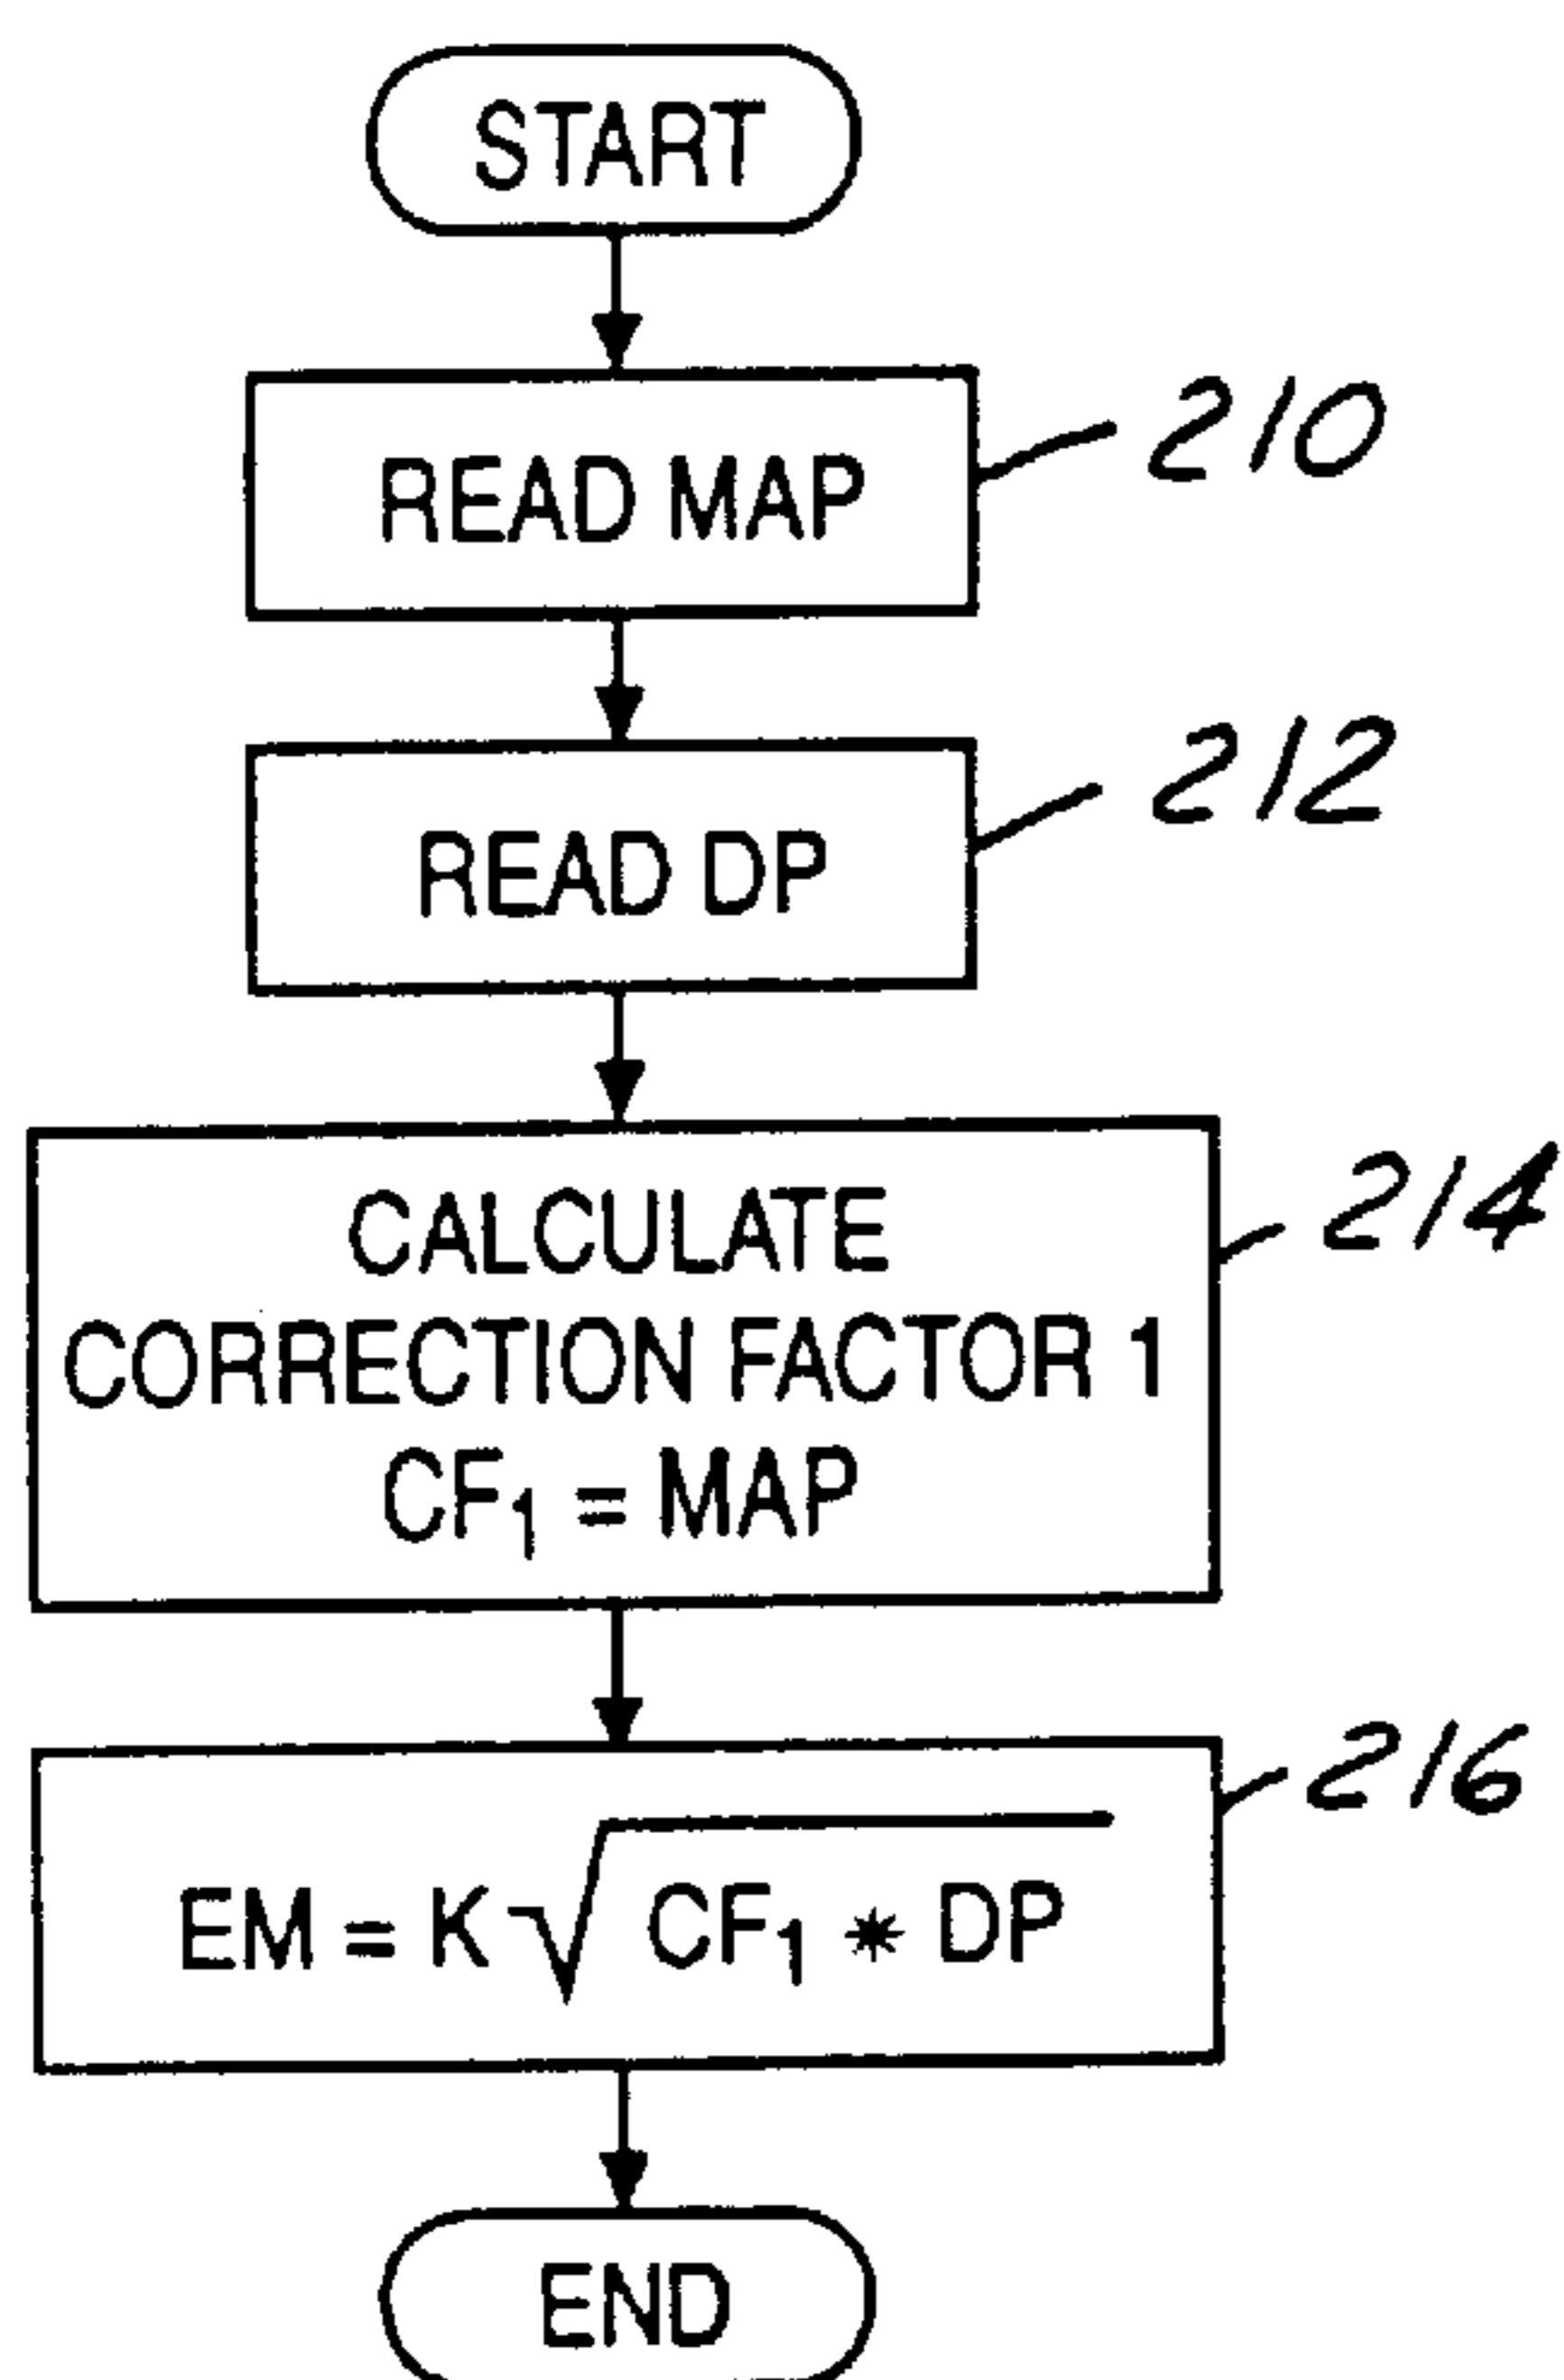 START
READ MAP
210
READ DP
212
CALCULATE
CORRECTION FACTOR 1
CF₁ = MAP
214
EM = K√CF₁ * DP
216
END